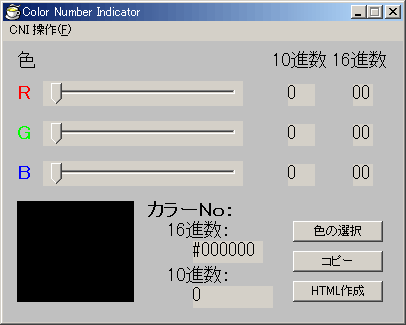 Color Number Indicator
CNI 操作(F)
色 10進数 16進数
R 0 00
G 0 00
B 0 00
カラーNo:
16進数:
#000000
10進数:
0
色の選択
コピー
HTML作成